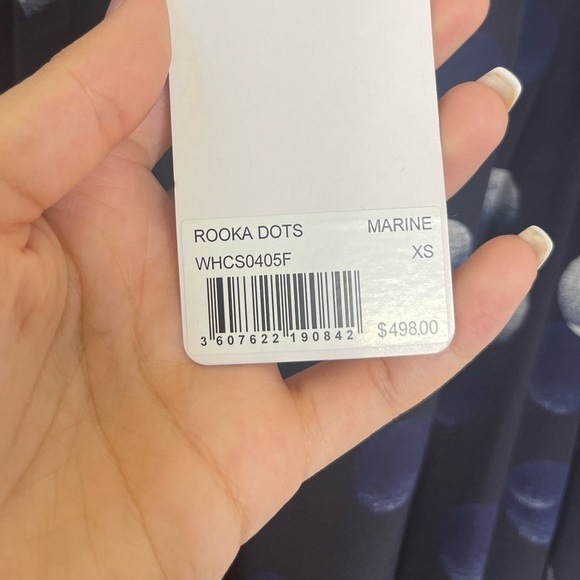 ROOKA DOTS MARINE
WHCS0405F XS
3 607622 190842 $498.00